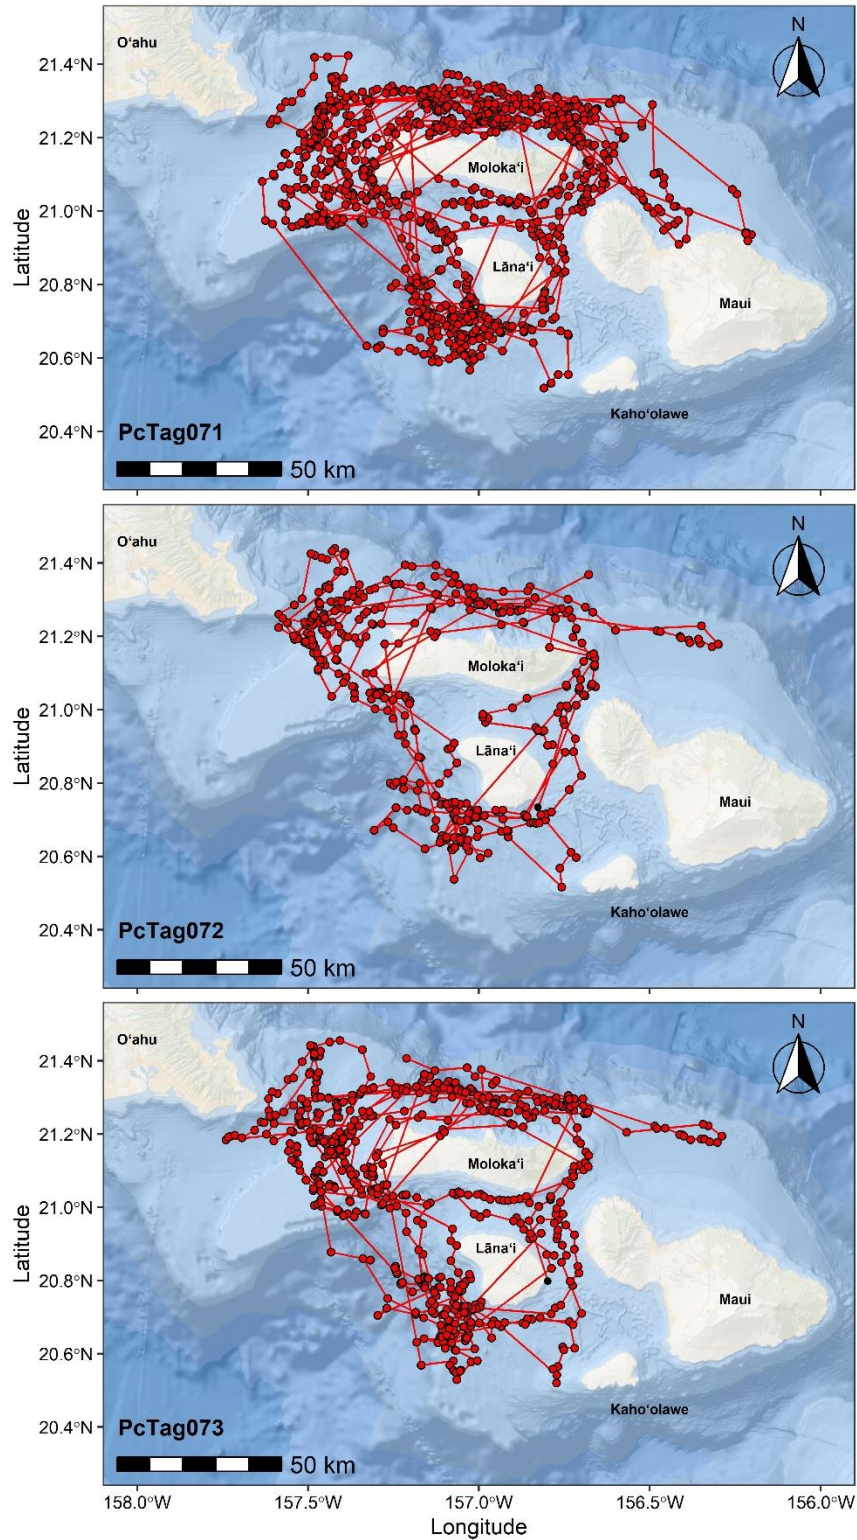 O‘ahu
N
21.4°N
21.2°N
Moloka‘i
21.0°N
Latitude
Lāna‘i
20.8°N
Maui
20.6°N
20.4°N
Kaho‘olawe
PcTag071
50 km
O‘ahu
N
21.4°N
21.2°N
Moloka‘i
21.0°N
Latitude
Lāna‘i
20.8°N
Maui
20.6°N
20.4°N
Kaho‘olawe
PcTag072
50 km
O‘ahu
N
21.4°N
21.2°N
Moloka‘i
21.0°N
Latitude
Lāna‘i
20.8°N
Maui
20.6°N
20.4°N
Kaho‘olawe
PcTag073
50 km
158.0°W 157.5°W 157.0°W 156.5°W 156.0°W
Longitude